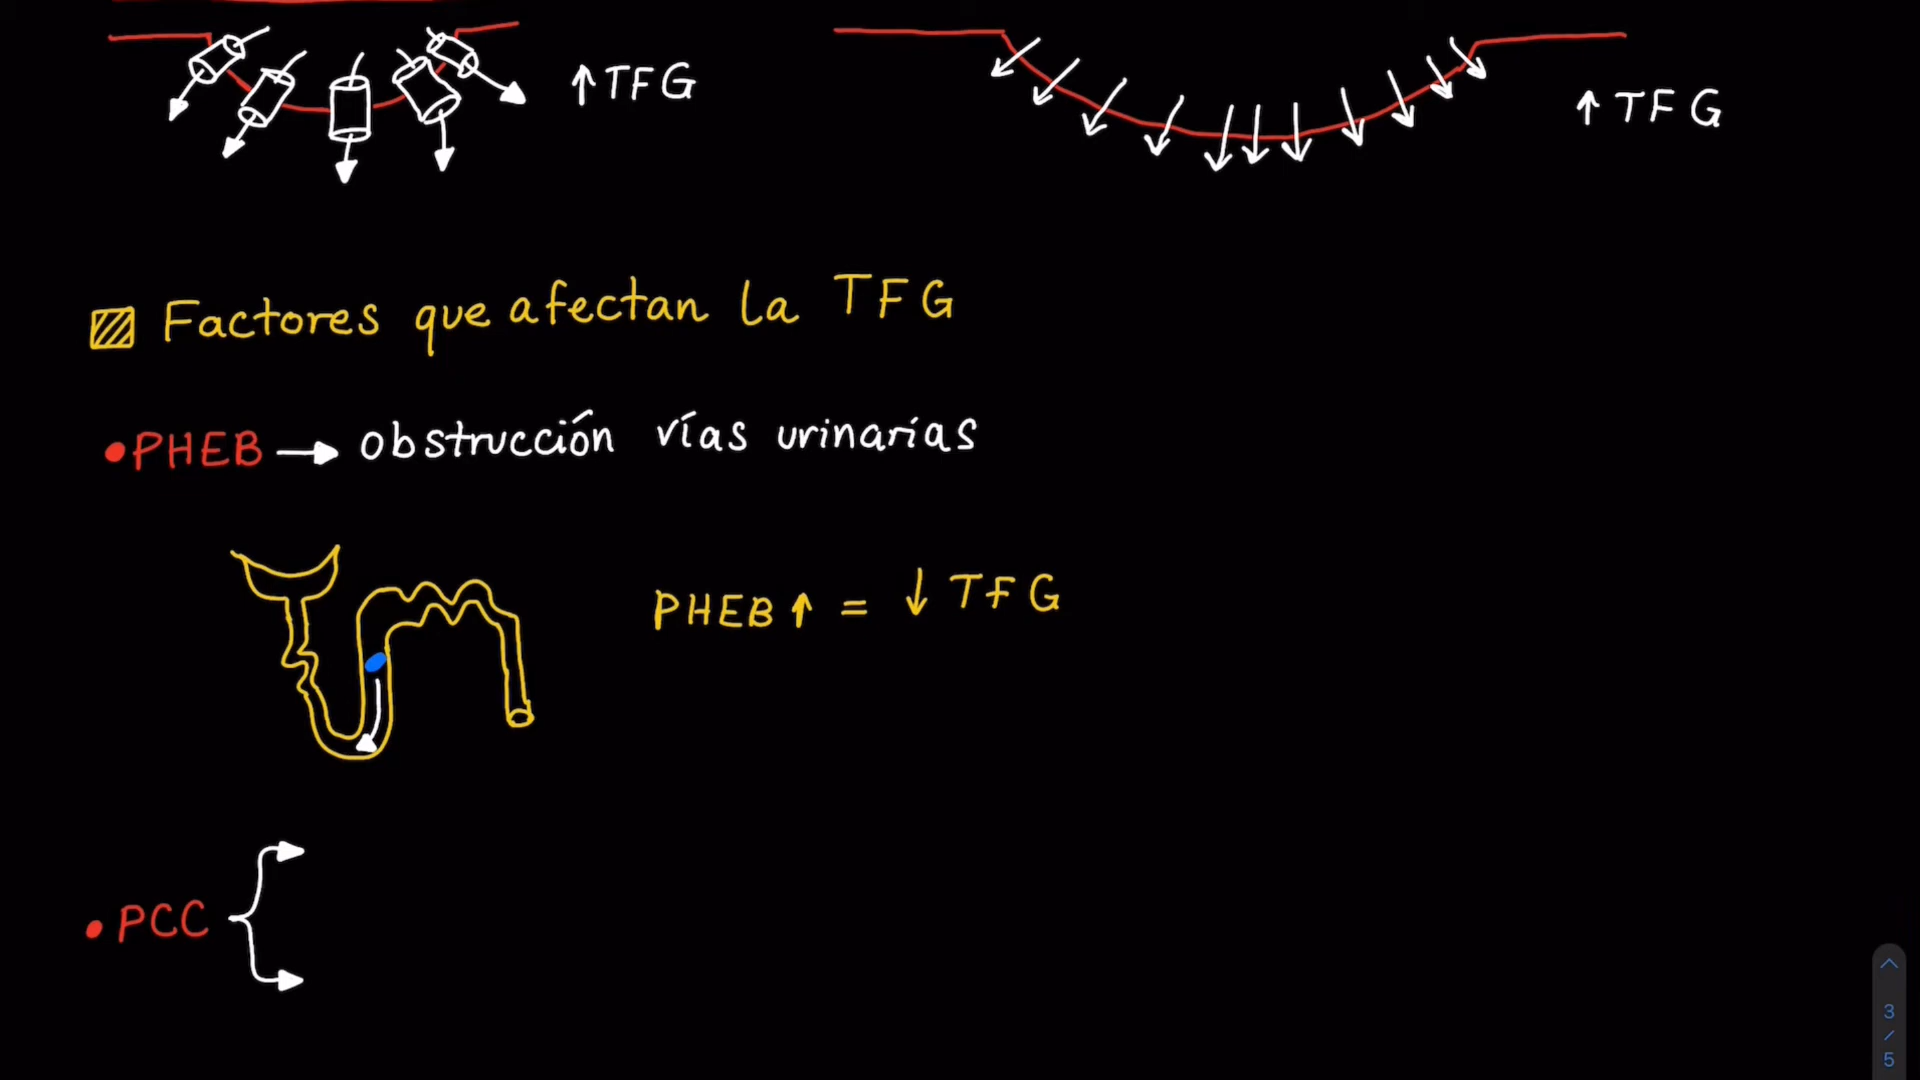 ↑TFG
↑ TFG
Factores que afectan la TFG
•PHEB → obstrucción vías urinarias
PHEB↑ = ↓ TFG
•PCC
3
/
5